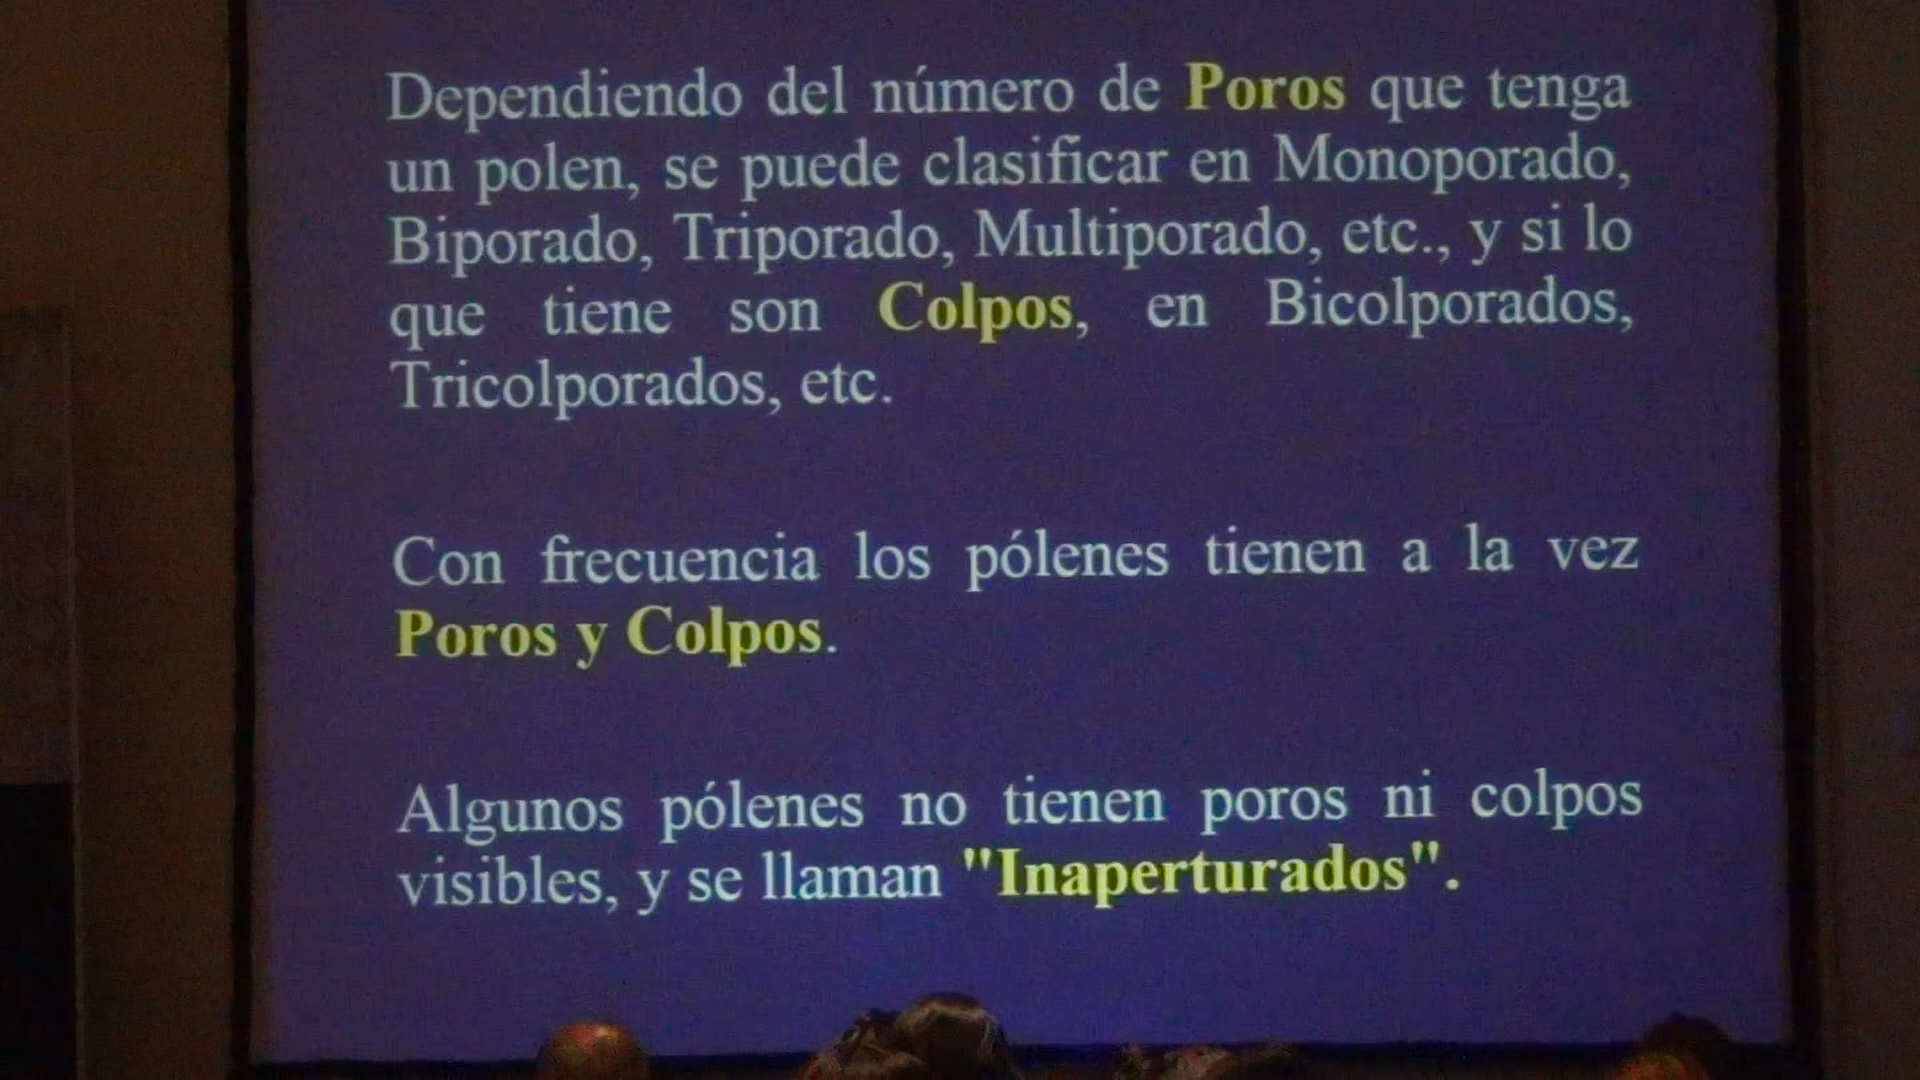 Dependiendo del número de Poros que tenga
un polen, se puede clasificar en Monoporado,
Biporado, Triporado, Multiporado, etc., y si lo
que tiene son Colpos, en Bicolporados,
Tricolporados, etc.
Con frecuencia los pólenes tienen a la vez
Poros y Colpos.
Algunos pólenes no tienen poros ni colpos
visibles, y se llaman "Inaperturados".